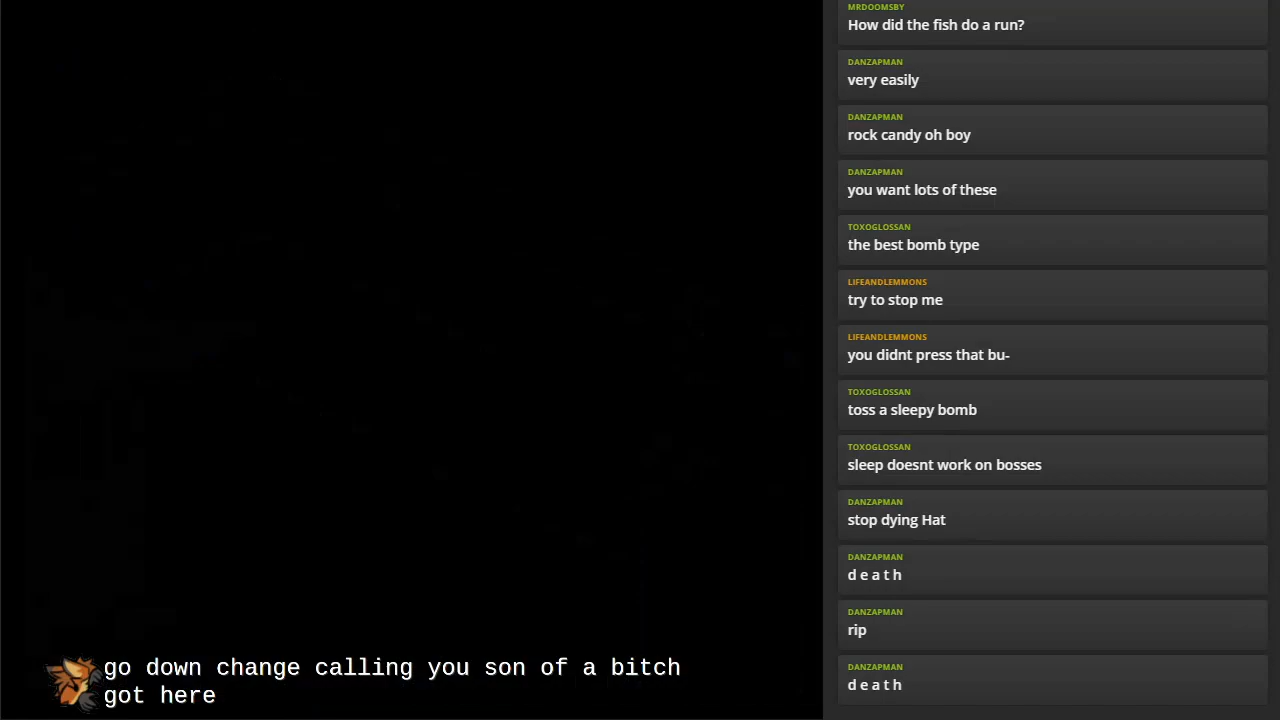 MRDOOMSBY
How did the fish do a run?
DANZAPMAN
very easily
DANZAPMAN
rock candy oh boy
DANZAPMAN
you want lots of these
TOXOGLOSSAN
the best bomb type
LIFEANDLEMMONS
try to stop me
LIFEANDLEMMONS
you didnt press that bu-
TOXOGLOSSAN
toss a sleepy bomb
TOXOGLOSSAN
sleep doesnt work on bosses
DANZAPMAN
stop dying Hat
DANZAPMAN
d e a t h
DANZAPMAN
rip
DANZAPMAN
d e a t h
go down change calling you son of a bitch
got here